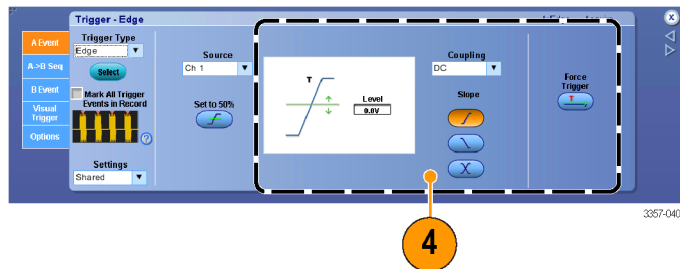 Trigger - Edge
A Event
A->B Seq
B Event
Visual
Trigger
Options
Trigger Type
Edge
Select
Mark All Trigger
Events in Record
?
Settings
Shared
Source
Ch 1
Set to 50%
T
Level
0.0V
Coupling
DC
Slope
Force
Trigger
T
X
4
3357-040